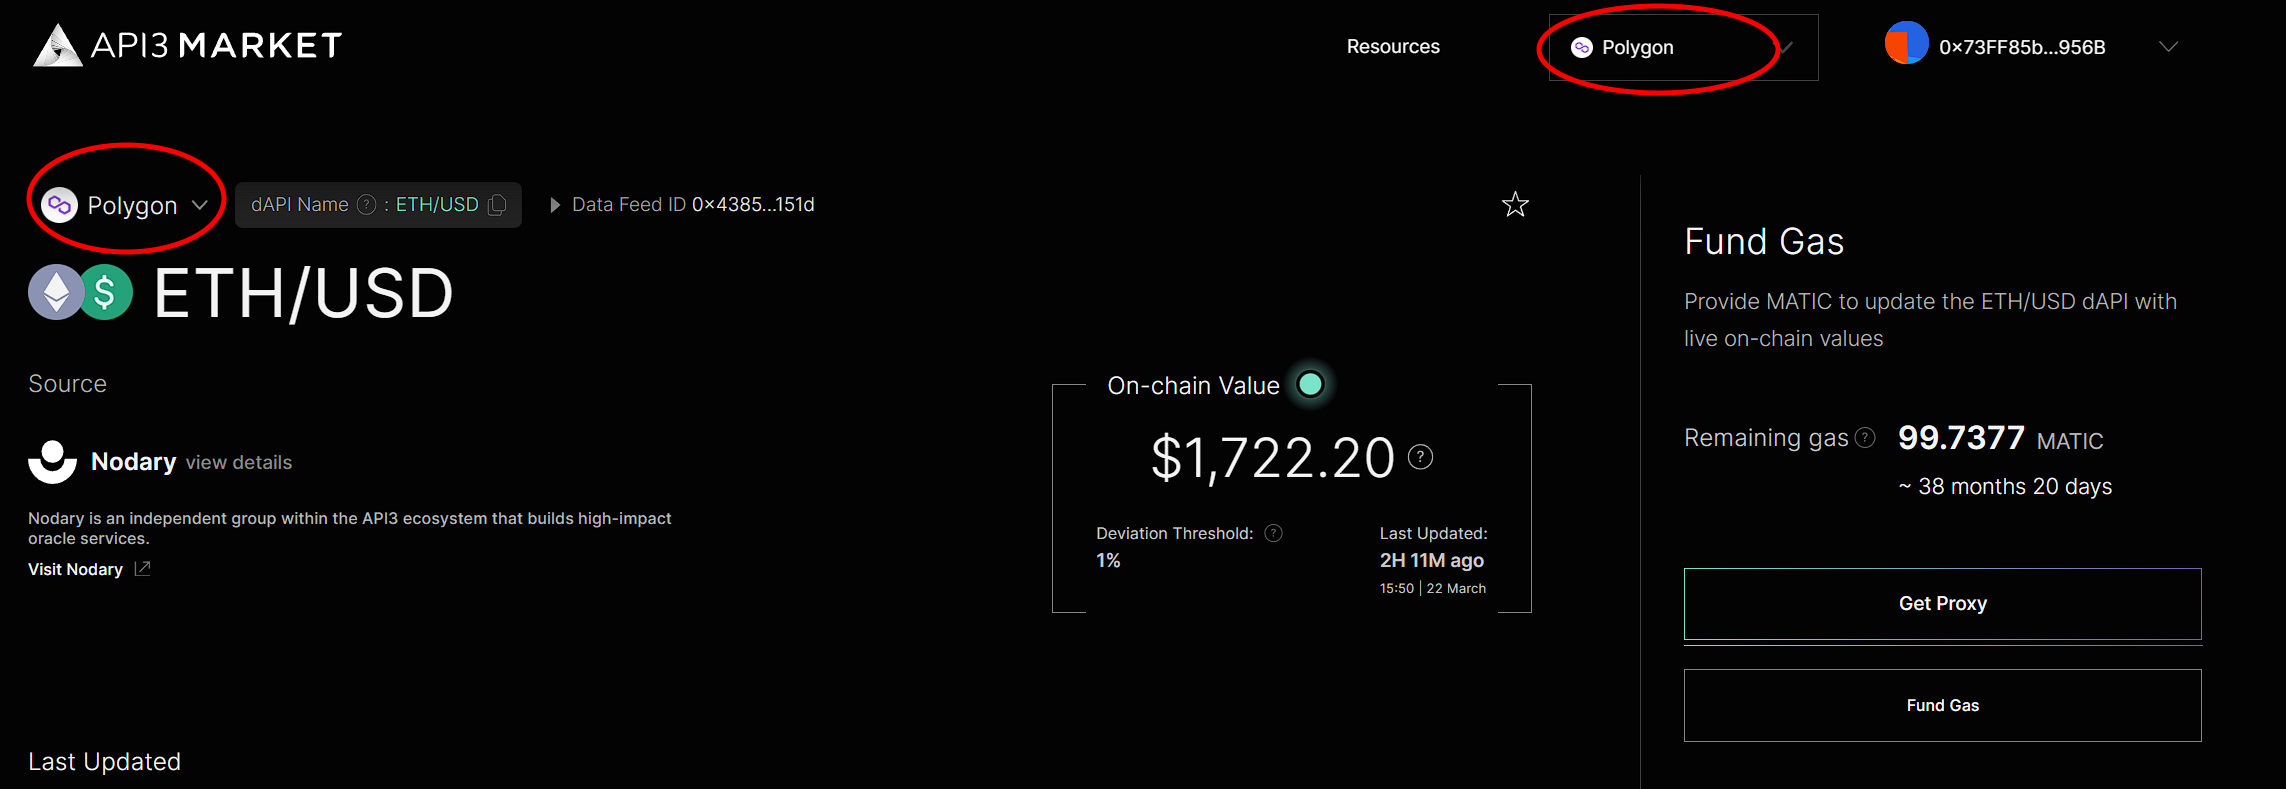 API3 MARKET
Resources
Polygon
0x73FF85b...956B
Polygon
dAPI Name ? : ETH/USD
Data Feed ID 0x4385...151d
$ ETH/USD
Source
Nodary view details
Nodary is an independent group within the API3 ecosystem that builds high-impact
oracle services.
Visit Nodary
On-chain Value
$1,722.20 ?
Deviation Threshold: ?
1%
Last Updated:
2H 11M ago
15:50 | 22 March
Last Updated
Fund Gas
Provide MATIC to update the ETH/USD dAPI with
live on-chain values
Remaining gas ? 99.7377 MATIC
~ 38 months 20 days
Get Proxy
Fund Gas